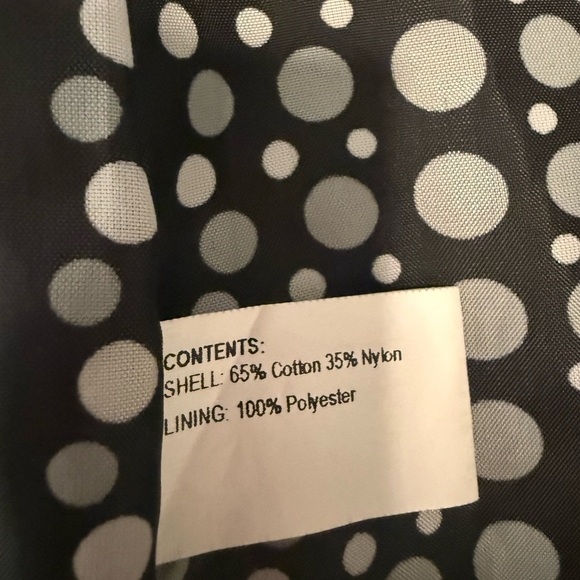 CONTENTS:
SHELL: 65% Cotton 35% Nylon
LINING: 100% Polyester